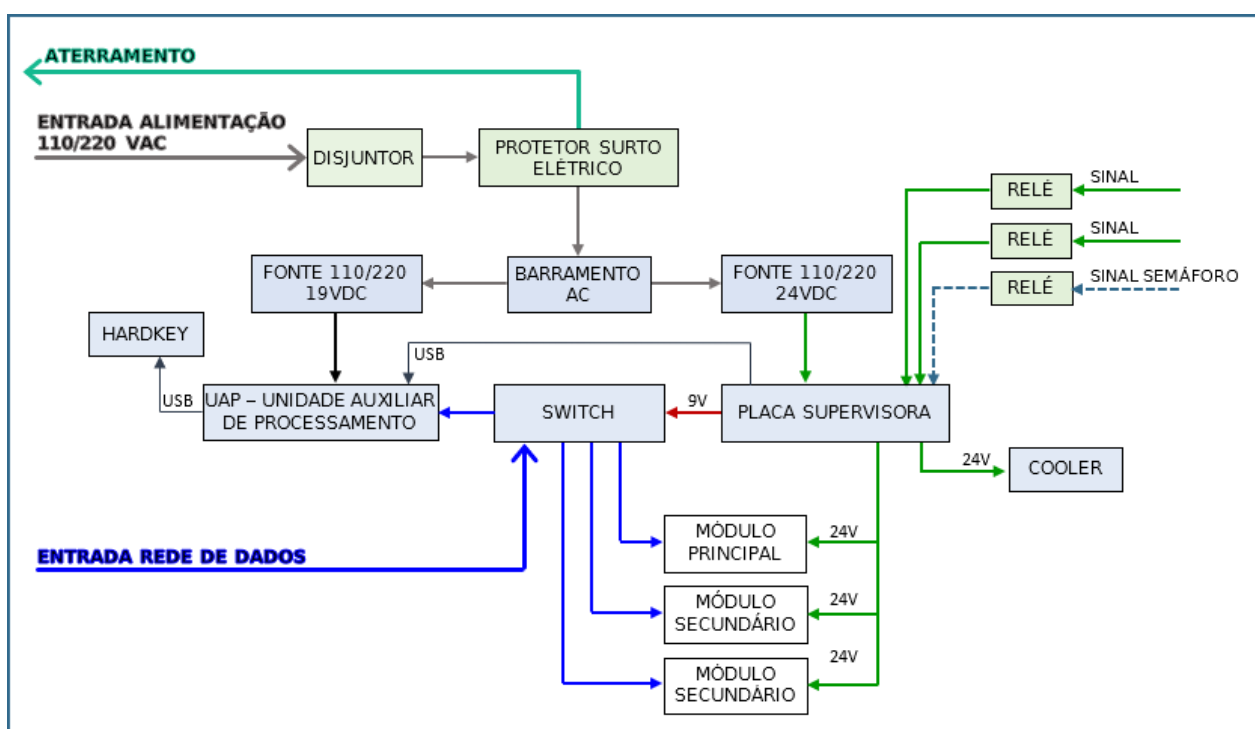 ATERRAMENTO
ENTRADA ALIMENTAÇÃO
110/220 VAC
DISJUNTOR
PROTETOR SURTO
ELÉTRICO
RELÉ
SINAL
RELÉ
SINAL
RELÉ
SINAL SEMÁFORO
FONTE 110/220
19VDC
BARRAMENTO
AC
FONTE 110/220
24VDC
HARDKEY
USB
USB
UAP – UNIDADE AUXILIAR
DE PROCESSAMENTO
SWITCH
9V
PLACA SUPERVISORA
24V
COOLER
ENTRADA REDE DE DADOS
MÓDULO
PRINCIPAL
24V
MÓDULO
SECUNDÁRIO
24V
MÓDULO
SECUNDÁRIO
24V